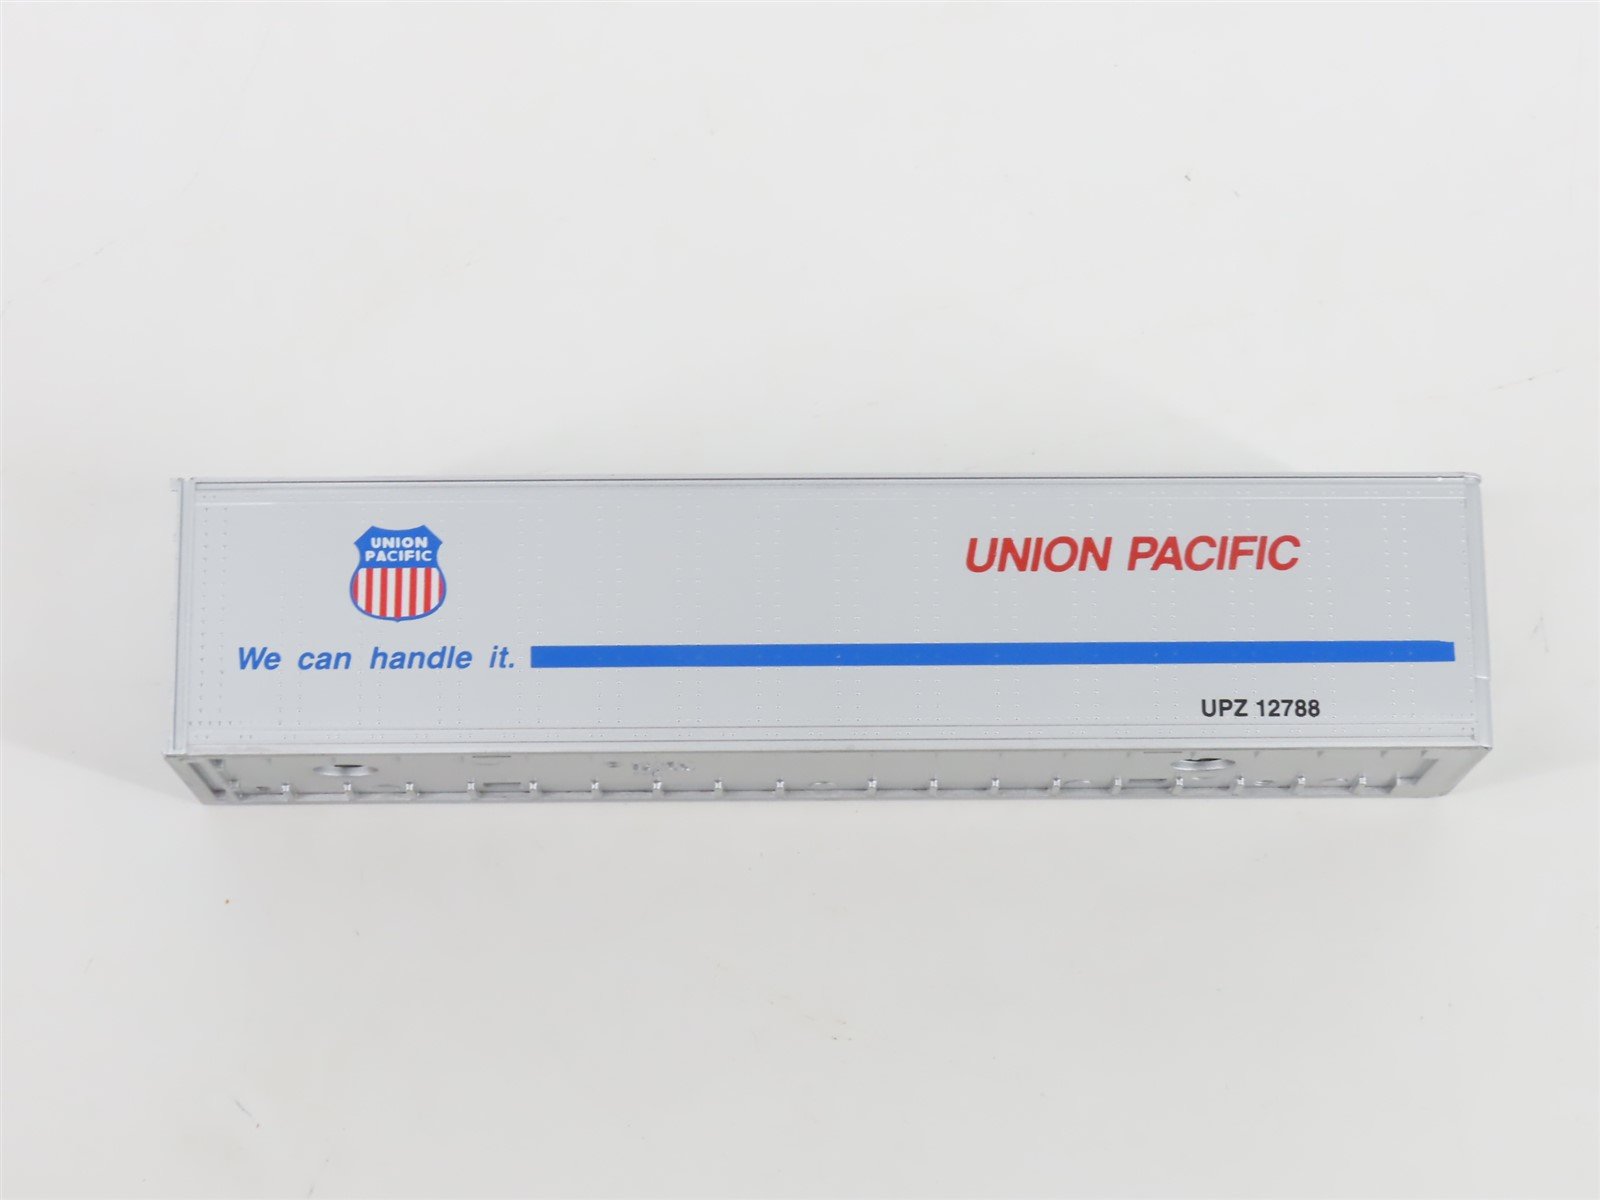 UNION
PACIFIC
UNION PACIFIC
We can handle it.
UPZ 12788